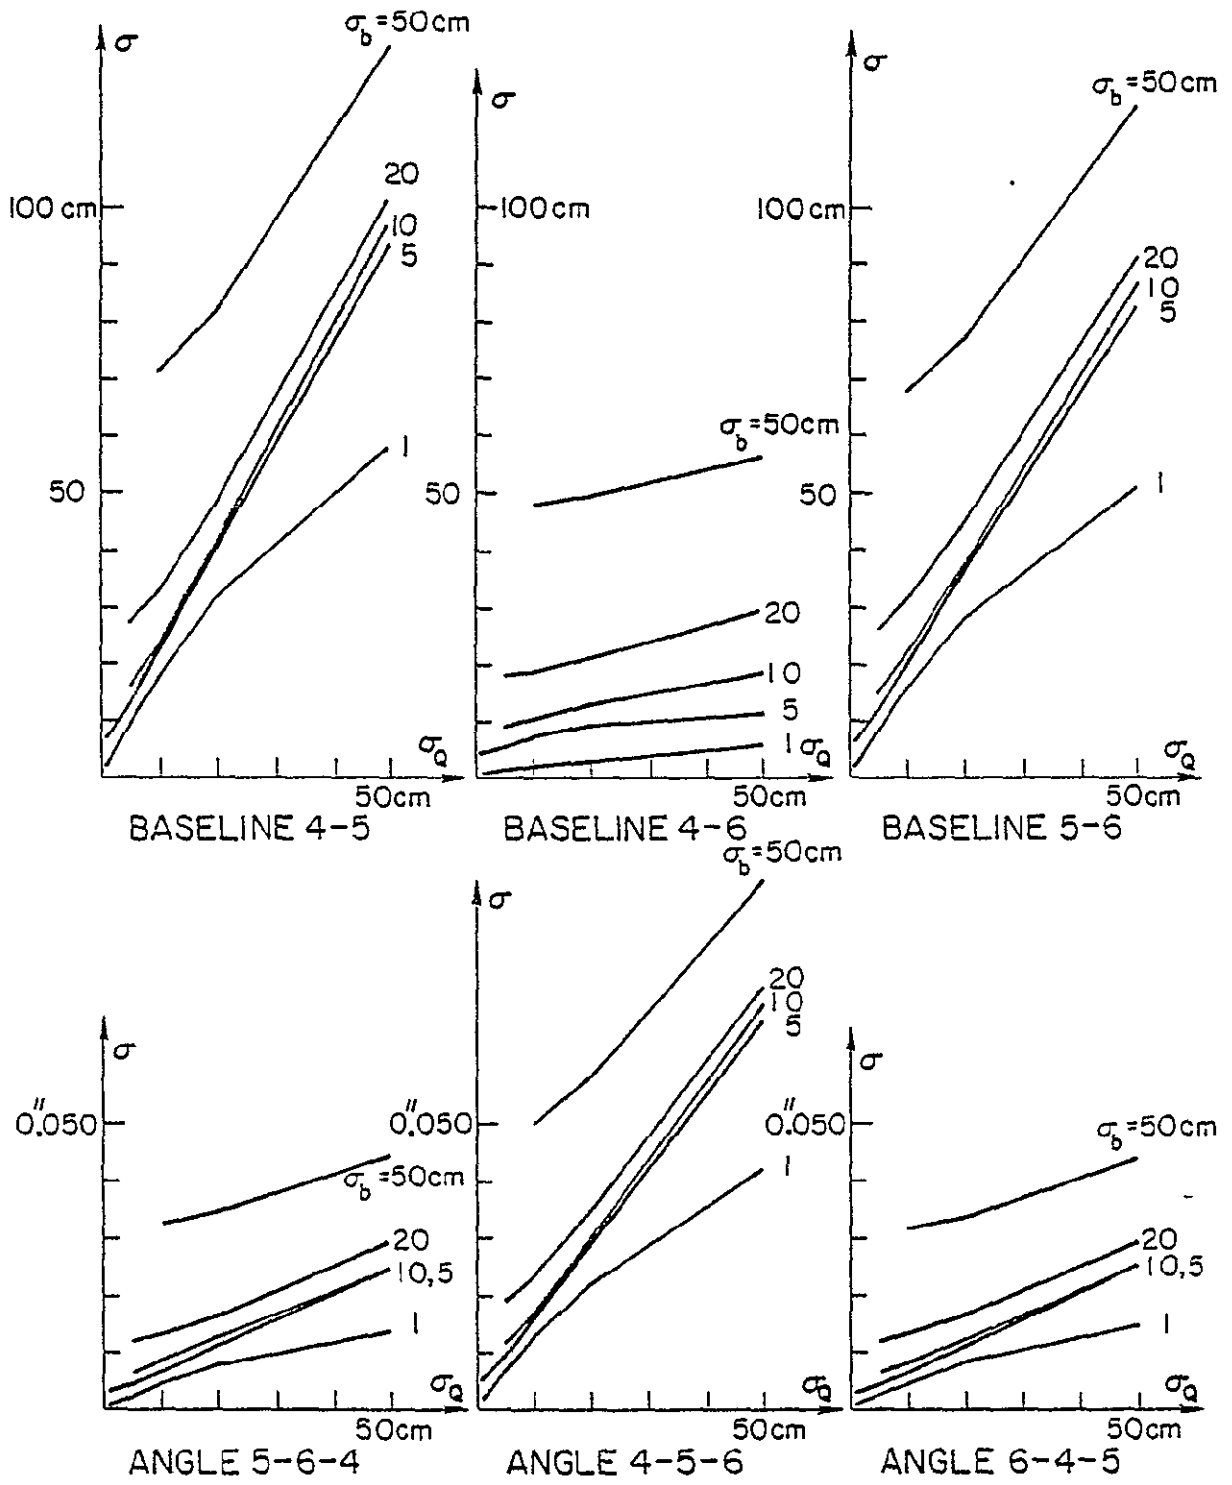 σ
σb=50cm
20
10
5
1
100cm
50
σQ
50cm
BASELINE 4-5
σ
100cm
σb=50cm
50
20
10
5
1
σQ
50cm
BASELINE 4-6
σ
σb=50cm
100cm
20
10
5
50
1
σQ
50cm
BASELINE 5-6
σ
0".050
σb=50cm
20
10,5
1
σQ
50cm
ANGLE 5-6-4
σb=50cm
σ
20
10
5
0".050
1
σQ
50cm
ANGLE 4-5-6
σ
0".050
σb=50cm
20
10,5
1
σQ
50cm
ANGLE 6-4-5